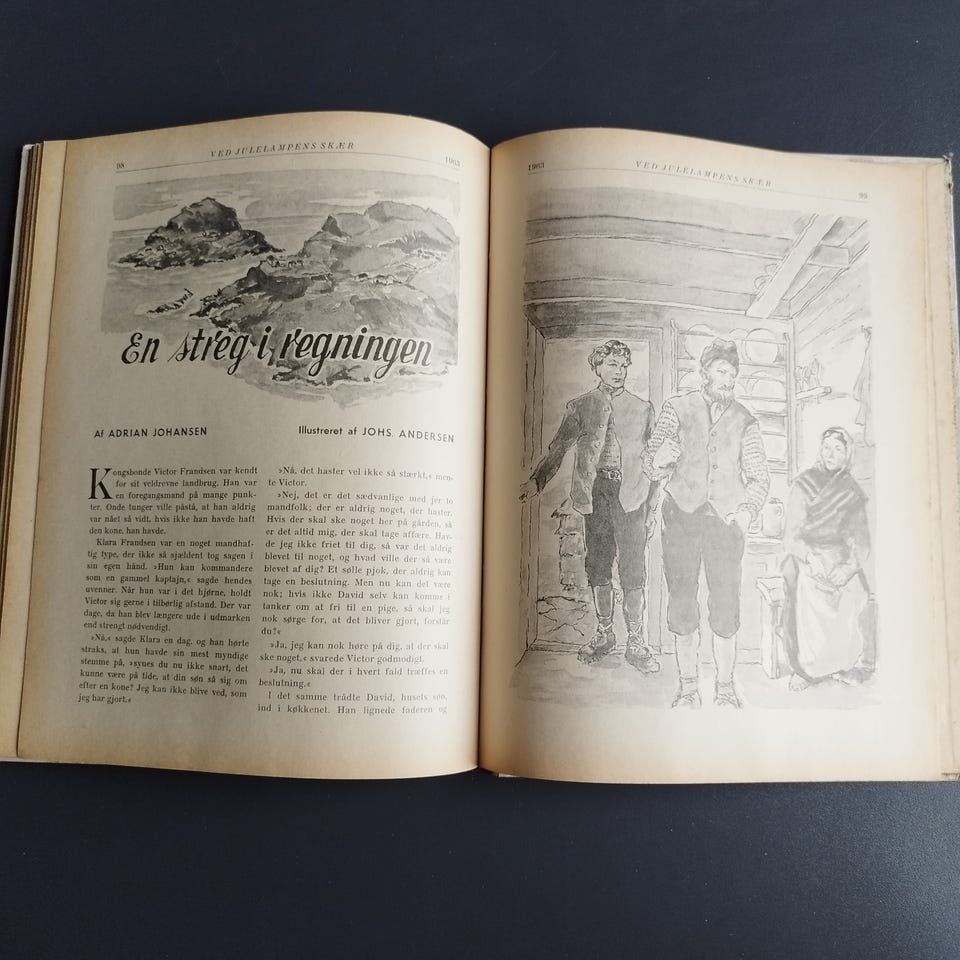 98
VED JULELAMPENS SKÆR
1963
En streg i regningen
Af ADRIAN JOHANSEN
Illustreret af JOHS. ANDERSEN
Kongsbonde Victor Frandsen var kendt
for sit veldrevne landbrug. Han var
en foregangsmand på mange punk-
ter. Onde tunger ville påstå, at han aldrig
var nået så vidt, hvis ikke han havde haft
den kone, han havde.
Klara Frandsen var en noget mandhaf-
tig type, der ikke så sjældent tog sagen i
sin egen hånd. »Hun kan kommandere
som en gammel kaptajn,« sagde hendes
uvenner. Når hun var i det hjørne, holdt
Victor sig gerne i tilbørlig afstand. Der var
dage, da han blev længere ude i udmarken
end strengt nødvendigt.
»Nå,« sagde Klara en dag, og han hørte
straks, at hun havde sin mest myndige
stemme på, »synes du nu ikke snart, det
kunne være på tide, at din søn så sig om
efter en kone? Jeg kan ikke blive ved, som
jeg har gjort.«
»Nå, det haster vel ikke så stærkt,« men-
te Victor.
»Nej, det er det sædvanlige med jer to
mandfolk; der er aldrig noget, der haster.
Hvis der skal ske noget her på gården, så
er det altid mig, der skal tage affære. Hav-
de jeg ikke friet til dig, så var det aldrig
blevet til noget, og hvad ville der så være
blevet af dig? Et sølle pjok, der aldrig kan
tage en beslutning. Men nu kan det være
nok; hvis ikke David selv kan komme i
tanker om at fri til en pige, så skal jeg
nok sørge for, at det bliver gjort, forstår
du?«
»Ja, jeg kan nok høre på dig, at der skal
ske noget,« svarede Victor godmodigt.
»Ja, nu skal der i hvert fald træffes en
beslutning.«
I det samme trådte David, husets søn,
ind i køkkenet. Han lignede faderen og
1963
VED JULELAMPENS SKÆR
99